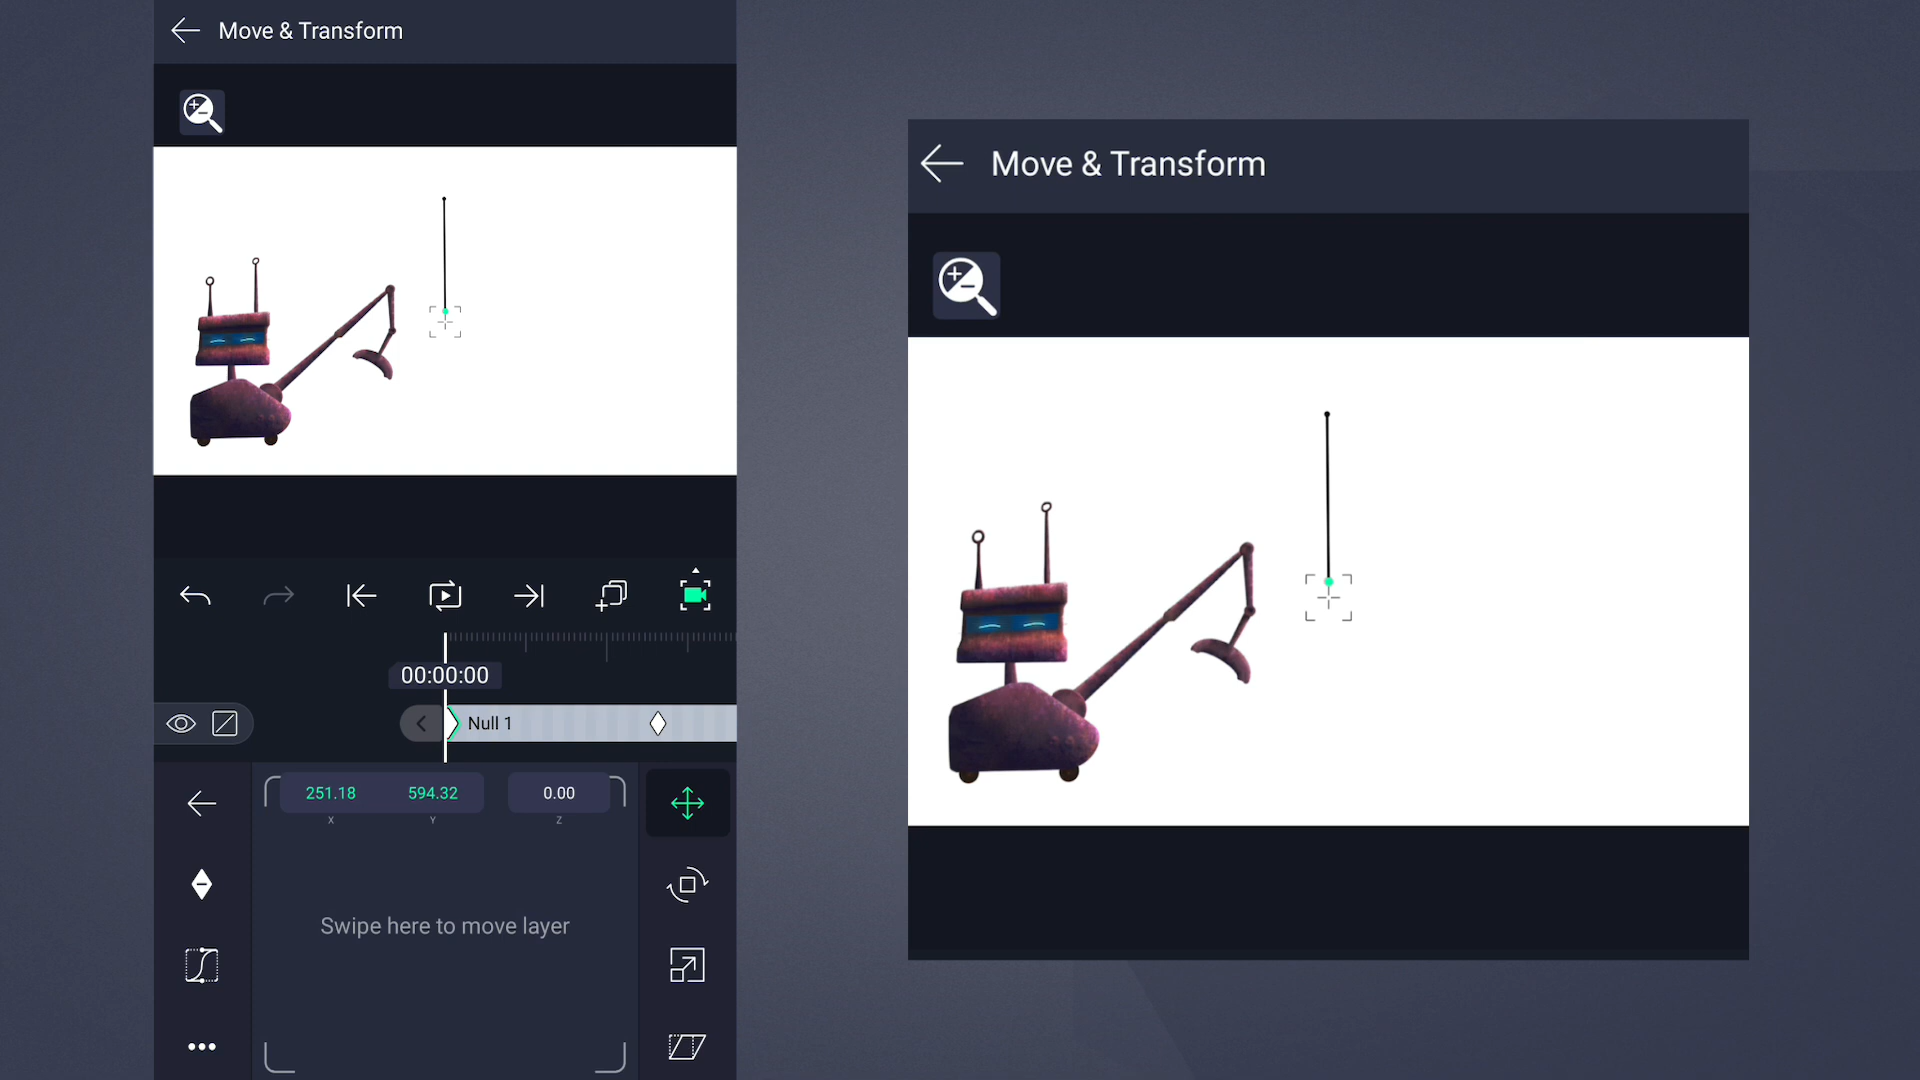 Move & Transform
00:00:00
Null 1
251.18 594.32 0.00
X Y Z
Swipe here to move layer
Move & Transform